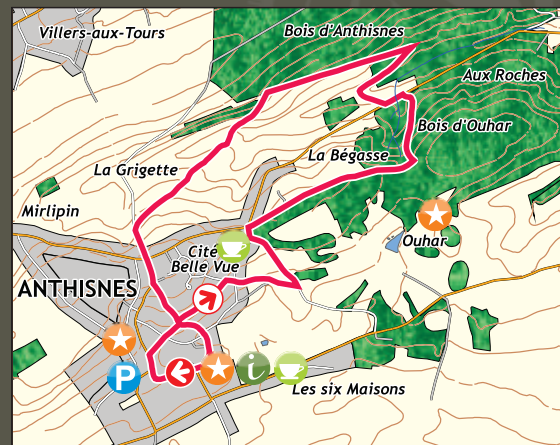 Villers-aux-Tours
Bois d'Anthisnes
Aux Roches
Bois d'Ouhar
La Bégasse
La Grigette
Mirlipin
Cité
Belle Vue
Ouhar
ANTHISNES
P
i
Les six Maisons